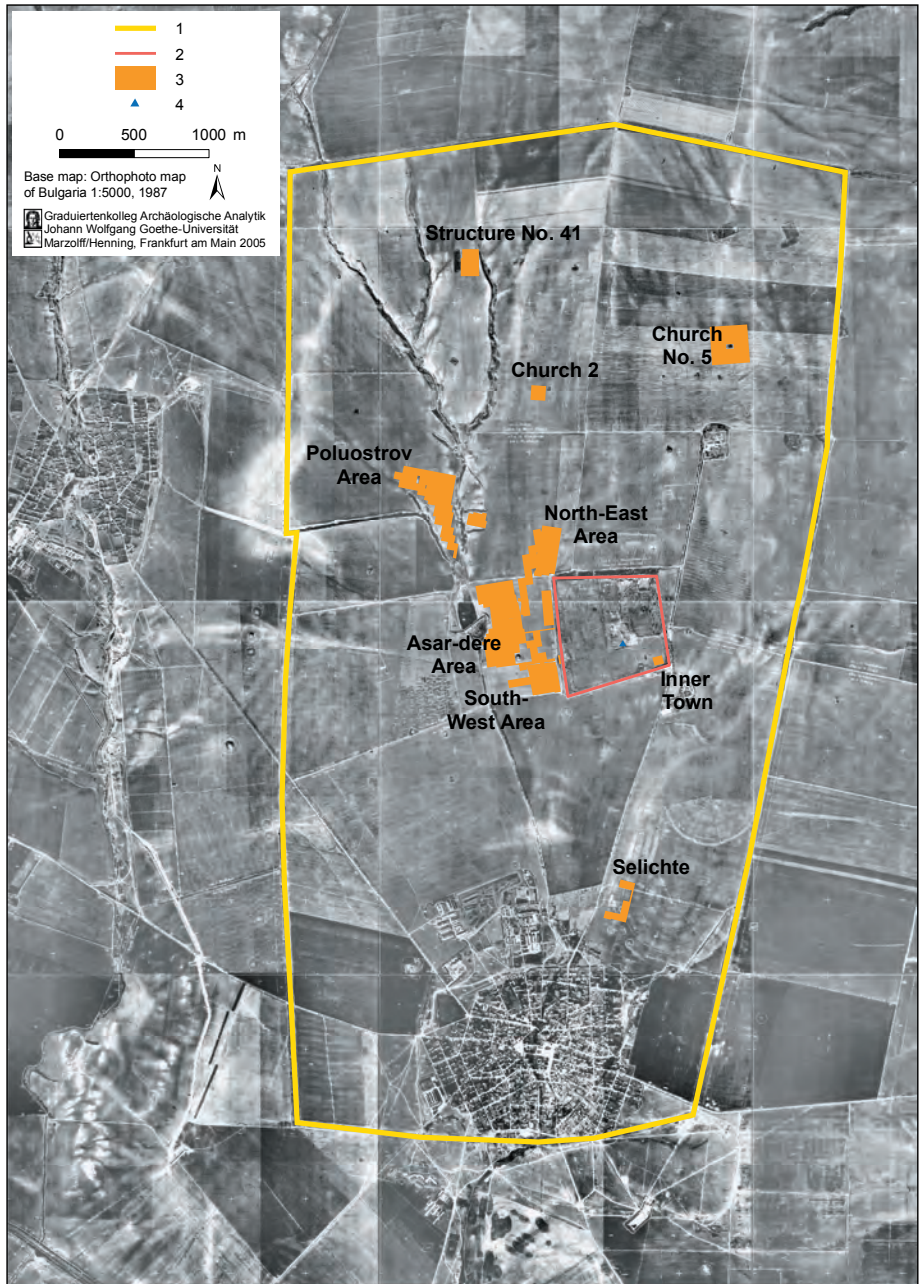 1
2
3
4
0 500 1000 m
Base map: Orthophoto map
of Bulgaria 1:5000, 1987
N
Graduiertenkolleg Archäologische Analytik
Johann Wolfgang Goethe-Universität
Marzolff/Henning, Frankfurt am Main 2005
Structure No. 41
Church
No. 5
Church 2
Poluostrov
Area
North-East
Area
Asar-dere
Area
Inner
Town
South-
West Area
Selichte